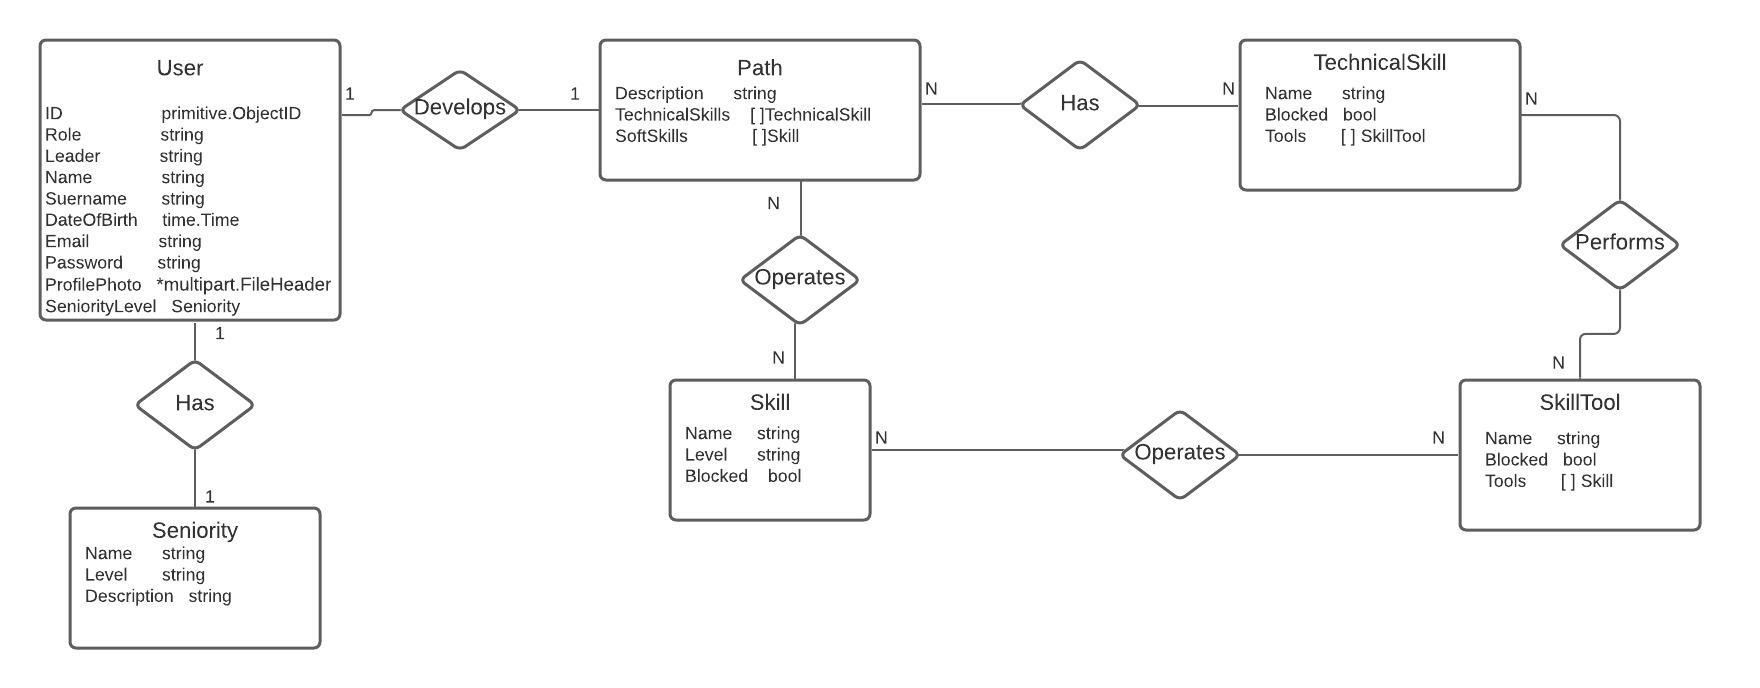 User
ID primitive.ObjectID
Role string
Leader string
Name string
Suername string
DateOfBirth time.Time
Email string
Password string
ProfilePhoto *multipart.FileHeader
SeniorityLevel Seniority
1
Develops
1
Path
Description string
TechnicalSkills [ ]TechnicalSkill
SoftSkills [ ]Skill
N
Has
N
TechnicalSkill
Name string
Blocked bool
Tools [ ] SkillTool
N
Performs
N
N
Operates
N
1
Has
1
Seniority
Name string
Level string
Description string
Skill
Name string
Level string
Blocked bool
N
Operates
N
SkillTool
Name string
Blocked bool
Tools [ ] Skill